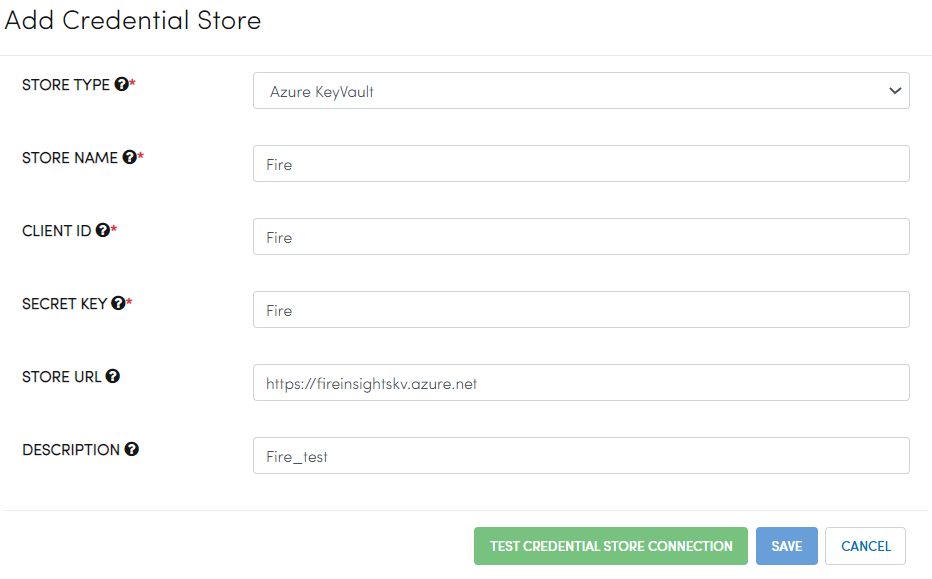 Add Credential Store
STORE TYPE ?* Azure KeyVault
STORE NAME ?* Fire
CLIENT ID ?* Fire
SECRET KEY ?* Fire
STORE URL ? https://fireinsightskv.azure.net
DESCRIPTION ? Fire_test
TEST CREDENTIAL STORE CONNECTION SAVE CANCEL